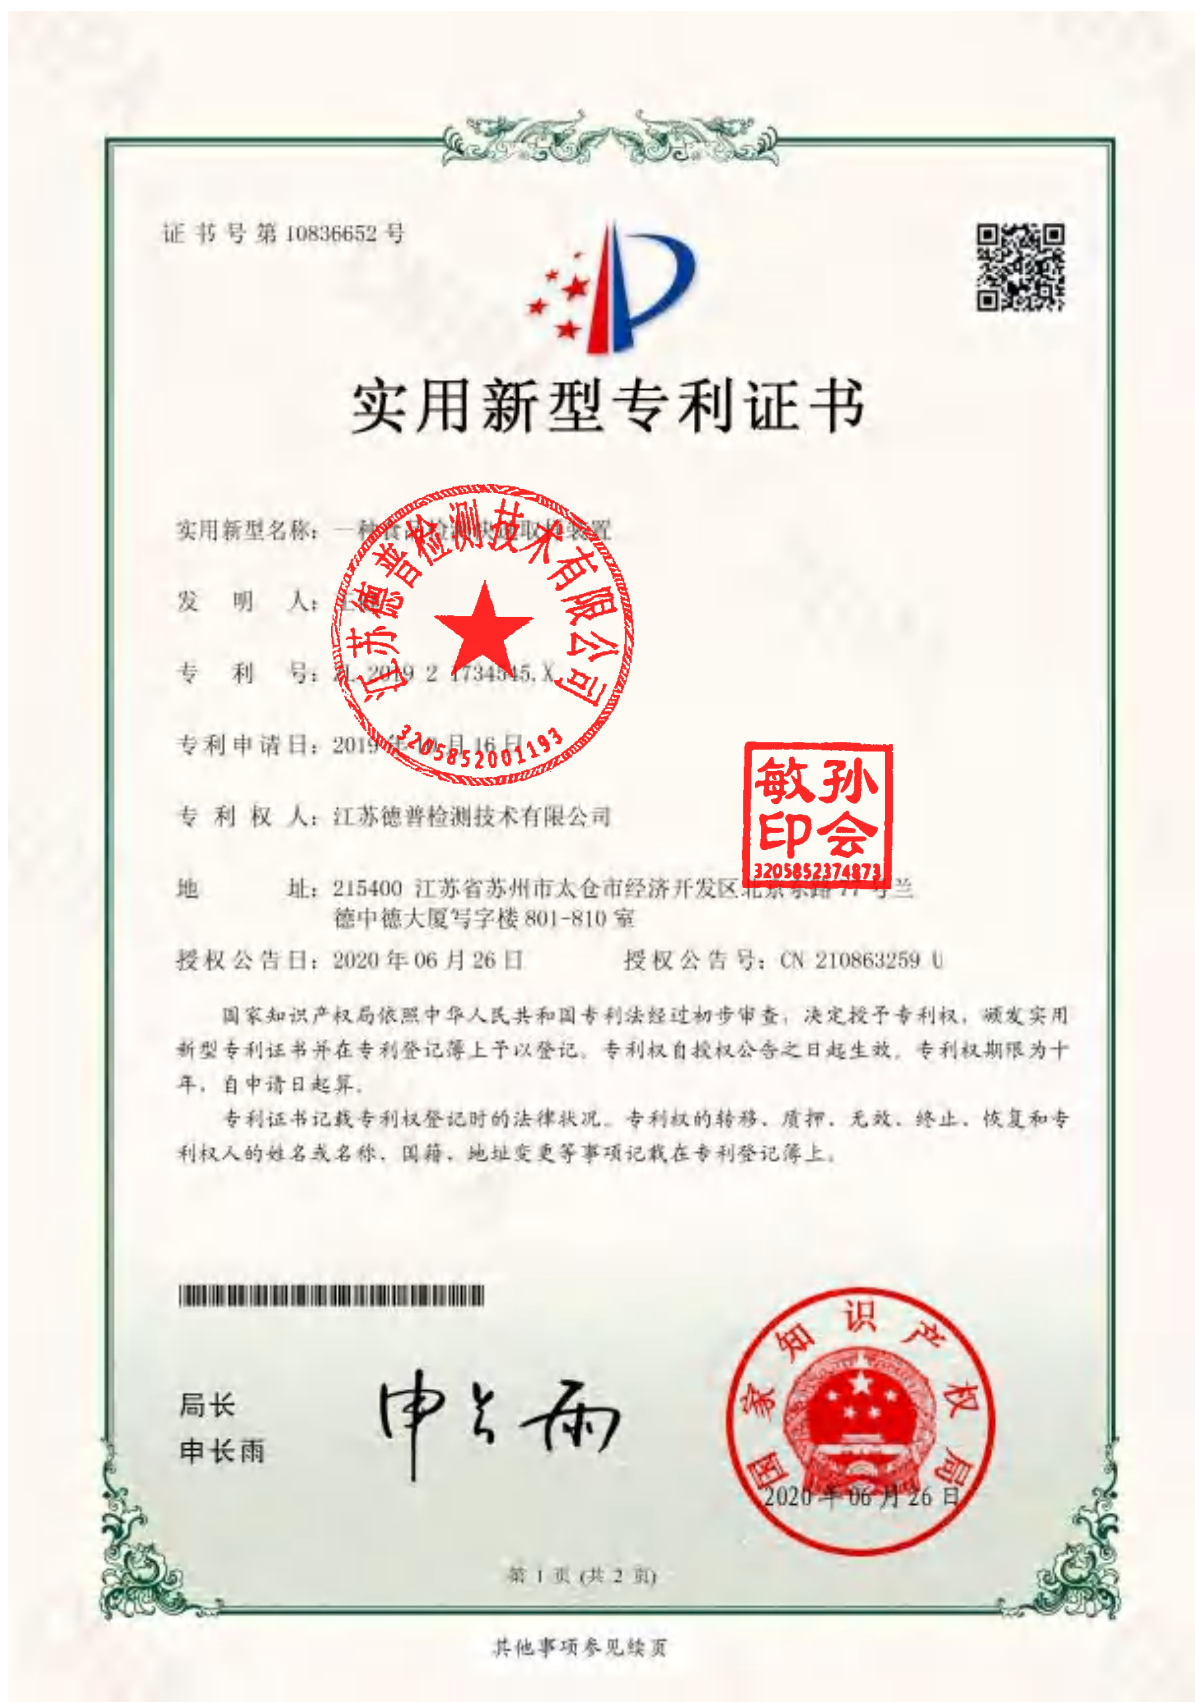 证书号第10836652号
实用新型专利证书
实用新型名称：一种食品检测快速取样装置
发明人：王
专利号：ZL 2019 2 1734545.X
专利申请日：2019年10月16日
专利权人：江苏德普检测技术有限公司
地址：215400 江苏省苏州市太仓市经济开发区北京东路77号兰
德中德大厦写字楼801-810室
授权公告日：2020年06月26日 授权公告号：CN 210863259 U
国家知识产权局依照中华人民共和国专利法经过初步审查，决定授予专利权，颁发实用
新型专利证书并在专利登记簿上予以登记。专利权自授权公告之日起生效。专利权期限为十
年，自申请日起算。
专利证书记载专利权登记时的法律状况。专利权的转移、质押、无效、终止、恢复和专
利权人的姓名或名称、国籍、地址变更等事项记载在专利登记簿上。
江苏德普检测技术有限公司
3205852001193
孙会敏印
3205852374873
局长
申长雨
申长雨
国家知识产权局
2020年06月26日
第 1 页 (共 2 页)
其他事项参见续页